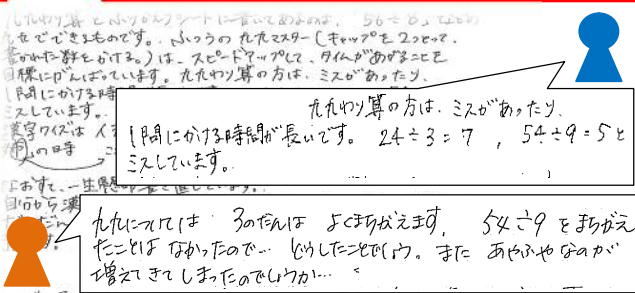 九九わり算とふりかえりシートに書いてあるのは、「56÷8」などの
九九でできるものです。ふつうの九九マスター(キャップを2つとって、
書かれた数をかける。)は、スピードアップして、タイムがあがることを
目標にがんばっています。九九わり算の方は、ミスがあったり、
1問にかける時
ミスしています。
漢字クイズは
の日時
なおすて、一生懸命
自分から漢
九九わり算の方は、ミスがあったり、
1問にかける時間が長いです。 24÷3=7 , 54÷9=5と
ミスしています。
九九については 3のだんは よくまちがえます。 54÷9をまちがえ
たことは なかったので… どうしたことでしょう。また あやふやなのが
増えてきてしまったのでしょうか…